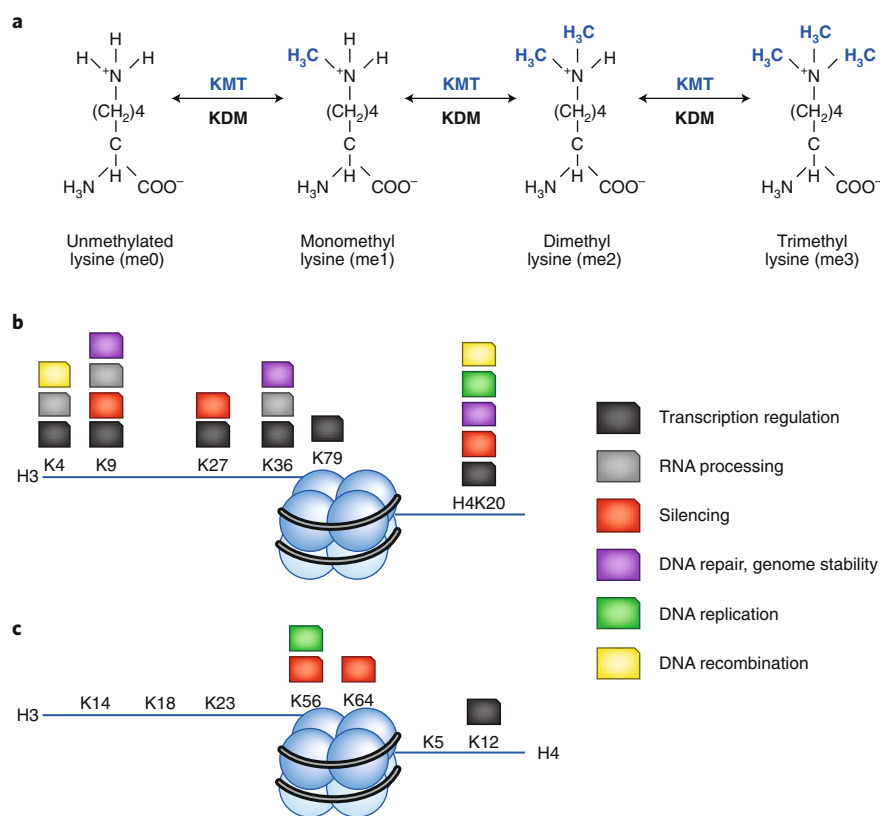 a
H
H H
+N
(CH2)4
C
H
H3N COO−
Unmethylated
lysine (me0)
KMT
KDM
H
H3C H
+N
(CH2)4
C
H
H3N COO−
Monomethyl
lysine (me1)
KMT
KDM
H3C
H3C H
+N
(CH2)4
C
H
H3N COO−
Dimethyl
lysine (me2)
KMT
KDM
H3C
H3C H3C
+N
(CH2)4
C
H
H3N COO−
Trimethyl
lysine (me3)
b
K4 K9 K27 K36 K79
H3
H4K20
Transcription regulation
RNA processing
Silencing
DNA repair, genome stability
DNA replication
DNA recombination
c
K14 K18 K23 K56 K64
H3
K5 K12
H4